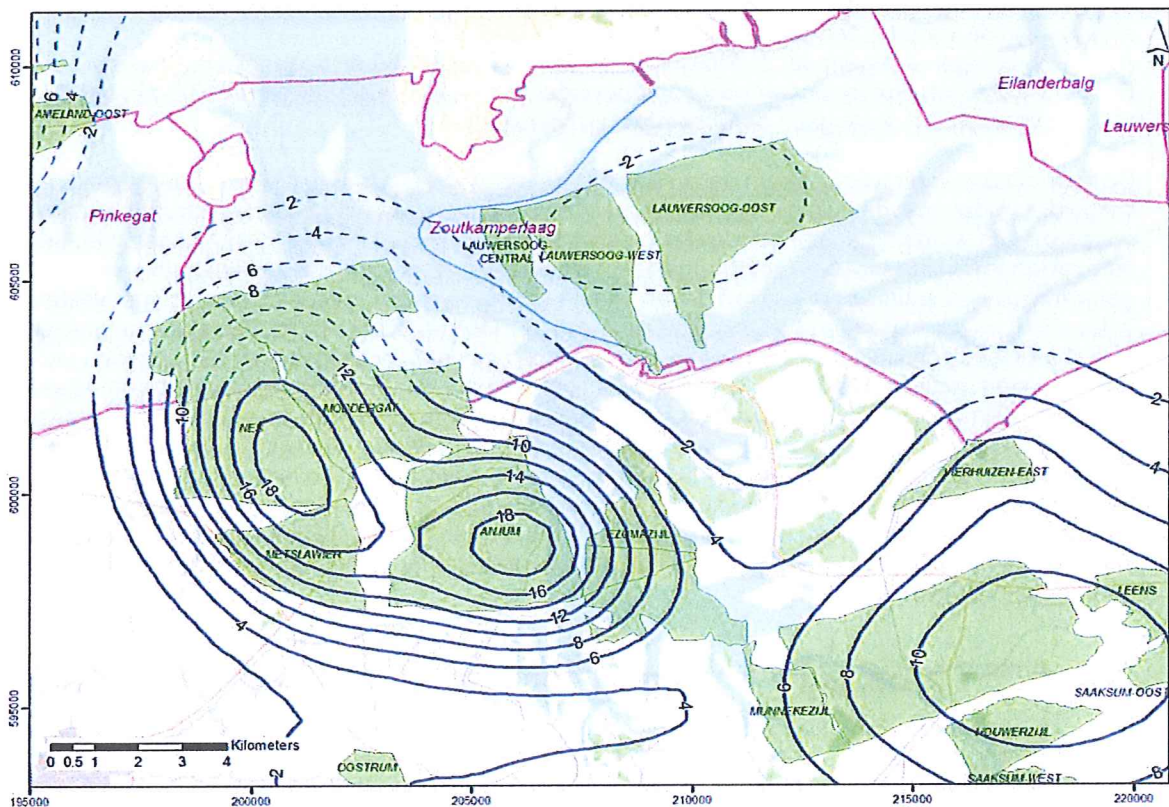 610000
605000
600000
595000
N
Eilanderbalg
Lauwers
AMELAND-OOST
6
4
2
Pinkegat
Zoutkamperlaag
LAUWERSOOG-OOST
LAUWERSOOG-
CENTRAL
LAUWERSOOG-WEST
2
2
4
6
8
12
10
MODDERGAT
NES
16
18
METSLAWIER
10
14
18
ANJUM
16
12
8
6
4
EZUMAZIJL
2
4
2
4
VIERHUIZEN-EAST
LEENS
6
8
10
MUNNEKEZIJL
SAAKSUM-OOST
HOUWERZIJL
SAAKSUM-WEST
6
4
2
OOSTRUM
Kilometers
0 0.5 1 2 3 4
195000 200000 205000 210000 215000 220000